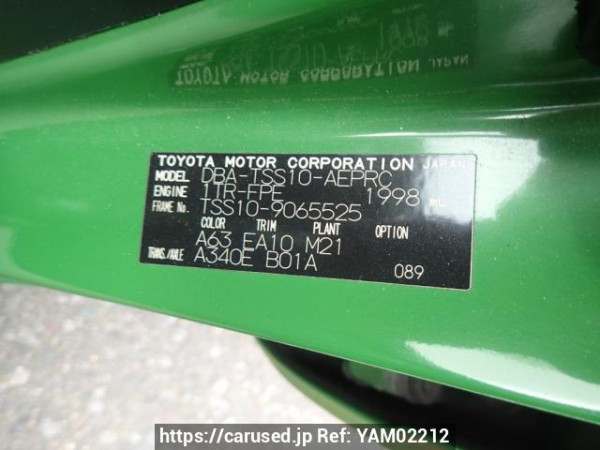 TOYOTA MOTOR CORPORATION JAPAN
MODEL DBA-TSS10-AEPRC
ENGINE 1TR-FPE 1998 mL
FRAME No. TSS10-9065525
COLOR TRIM PLANT OPTION
A63 EA10 M21
TRANS./AXLE A340E B01A
089
https://carused.jp Ref: YAM02212